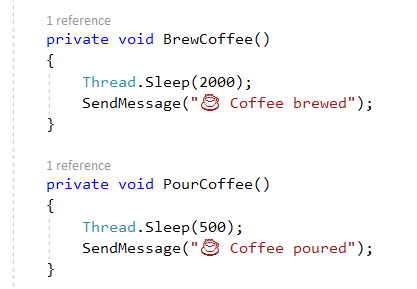 1 reference
private void BrewCoffee()
{
    Thread.Sleep(2000);
    SendMessage("☕ Coffee brewed");
}
1 reference
private void PourCoffee()
{
    Thread.Sleep(500);
    SendMessage("☕ Coffee poured");
}